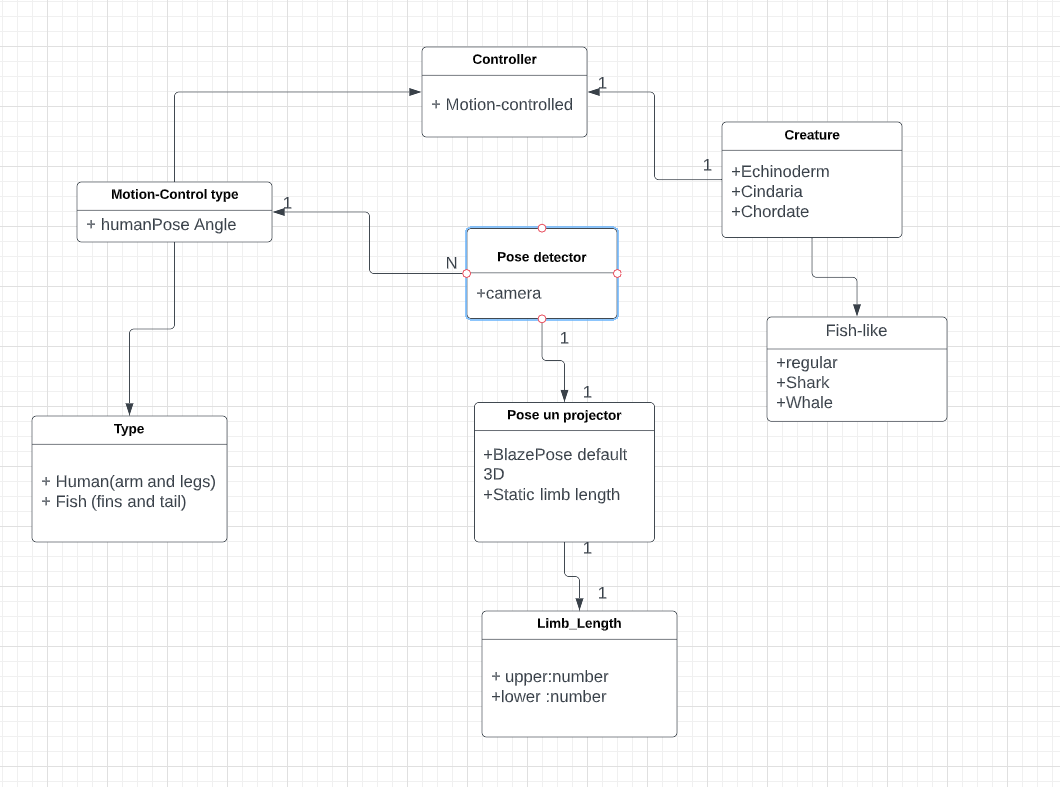 Controller
+ Motion-controlled
1
1
Creature
+Echinoderm
+Cindaria
+Chordate
Motion-Control type
+ humanPose Angle
1
N
Pose detector
+camera
1
1
Fish-like
+regular
+Shark
+Whale
Type
+ Human(arm and legs)
+ Fish (fins and tail)
Pose un projector
+BlazePose default
3D
+Static limb length
1
1
Limb_Length
+ upper:number
+lower :number